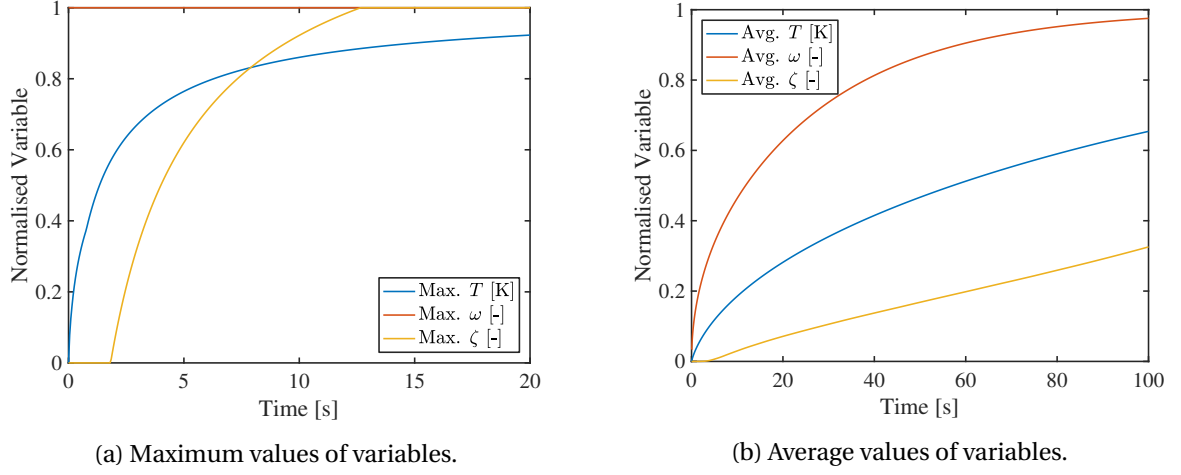 1
0.8
0.6
0.4
0.2
0
Normalised Variable
Max. T [K]
Max. ω [-]
Max. ζ [-]
0 5 10 15 20
Time [s]
(a) Maximum values of variables.
1
0.8
0.6
0.4
0.2
0
Normalised Variable
Avg. T [K]
Avg. ω [-]
Avg. ζ [-]
0 20 40 60 80 100
Time [s]
(b) Average values of variables.